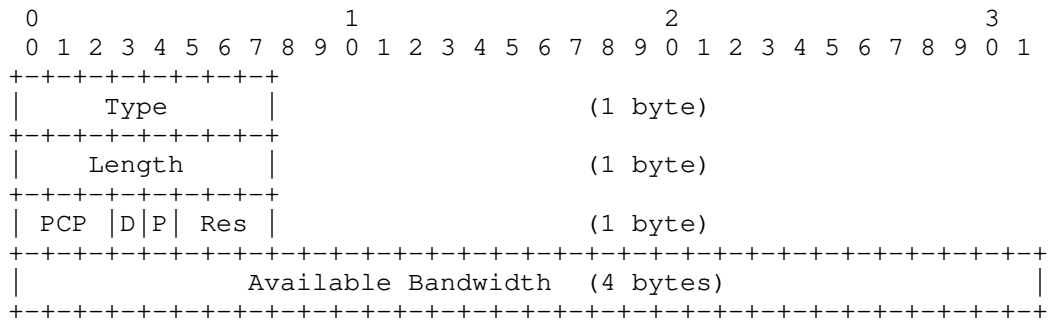 0                   1                   2                   3
 0 1 2 3 4 5 6 7 8 9 0 1 2 3 4 5 6 7 8 9 0 1 2 3 4 5 6 7 8 9 0 1
+-+-+-+-+-+-+-+-+
|     Type      |                   (1 byte)
+-+-+-+-+-+-+-+-+
|    Length     |                   (1 byte)
+-+-+-+-+-+-+-+-+
| PCP |D|P| Res |                   (1 byte)
+-+-+-+-+-+-+-+-+-+-+-+-+-+-+-+-+-+-+-+-+-+-+-+-+-+-+-+-+-+-+-+-+
|              Available Bandwidth  (4 bytes)                   |
+-+-+-+-+-+-+-+-+-+-+-+-+-+-+-+-+-+-+-+-+-+-+-+-+-+-+-+-+-+-+-+-+